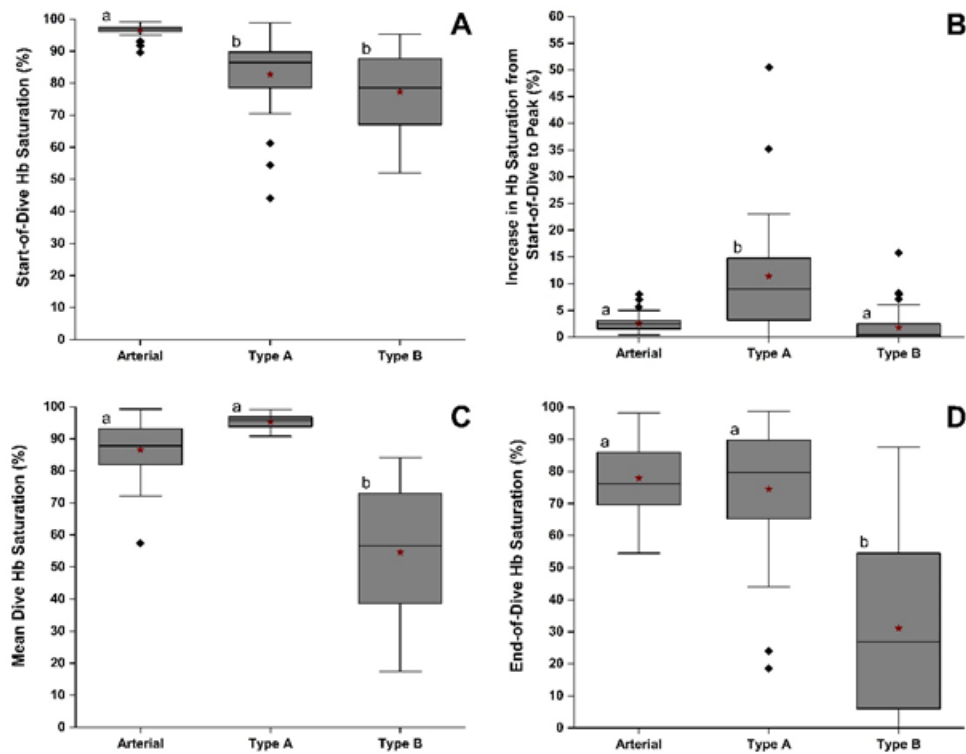 A
Start-of-Dive Hb Saturation (%)
100
90
80
70
60
50
40
30
20
10
0
a
b
b
Arterial
Type A
Type B
B
Increase in Hb Saturation from
Start-of-Dive to Peak (%)
60
55
50
45
40
35
30
25
20
15
10
5
0
a
b
a
Arterial
Type A
Type B
C
Mean Dive Hb Saturation (%)
100
90
80
70
60
50
40
30
20
10
0
a
a
b
Arterial
Type A
Type B
D
End-of-Dive Hb Saturation (%)
100
90
80
70
60
50
40
30
20
10
0
a
a
b
Arterial
Type A
Type B